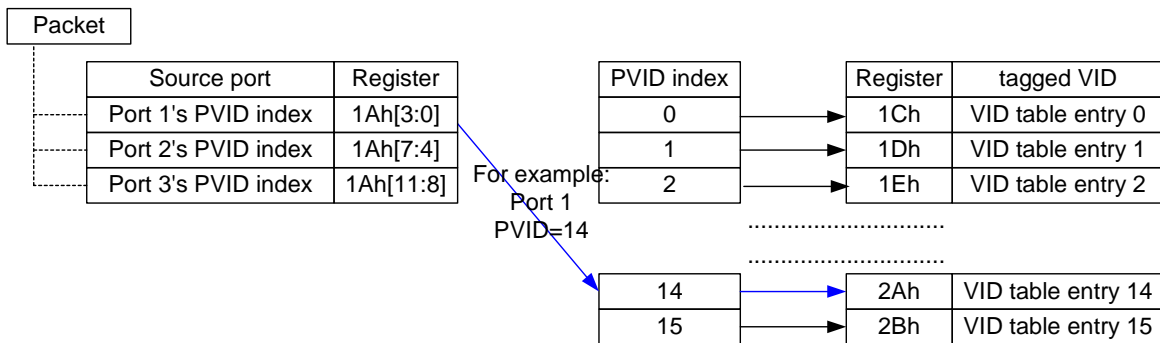 Packet
Source port Register PVID index Register tagged VID
Port 1's PVID index 1Ah[3:0] 0 1Ch VID table entry 0
Port 2's PVID index 1Ah[7:4] 1 1Dh VID table entry 1
Port 3's PVID index 1Ah[11:8] 2 1Eh VID table entry 2
For example:
Port 1
PVID=14
..............................
..............................
14 2Ah VID table entry 14
15 2Bh VID table entry 15